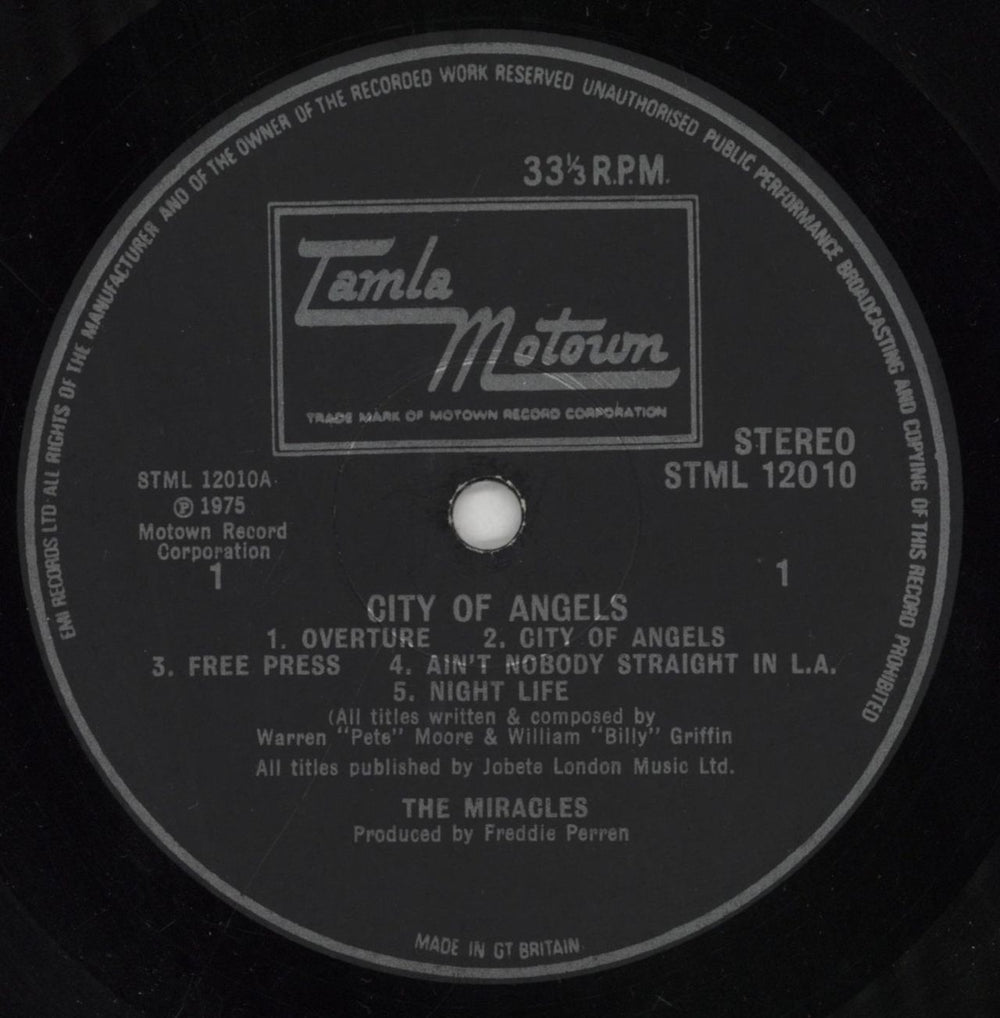 EMI RECORDS LTD· ALL RIGHTS OF THE MANUFACTURER AND OF THE OWNER OF THE RECORDED WORK RESERVED UNAUTHORISED PUBLIC PERFORMANCE BROADCASTING AND COPYING OF THIS RECORD PROHIBITED
33⅓ R.P.M.
Tamla
Motown
TRADE MARK OF MOTOWN RECORD CORPORATION
STEREO
STML 12010
STML 12010A
℗ 1975
Motown Record
Corporation
1
1
CITY OF ANGELS
1. OVERTURE 2. CITY OF ANGELS
3. FREE PRESS 4. AIN'T NOBODY STRAIGHT IN L.A.
5. NIGHT LIFE
(All titles written & composed by
Warren "Pete" Moore & William "Billy" Griffin
All titles published by Jobete London Music Ltd.
THE MIRACLES
Produced by Freddie Perren
MADE IN GT BRITAIN